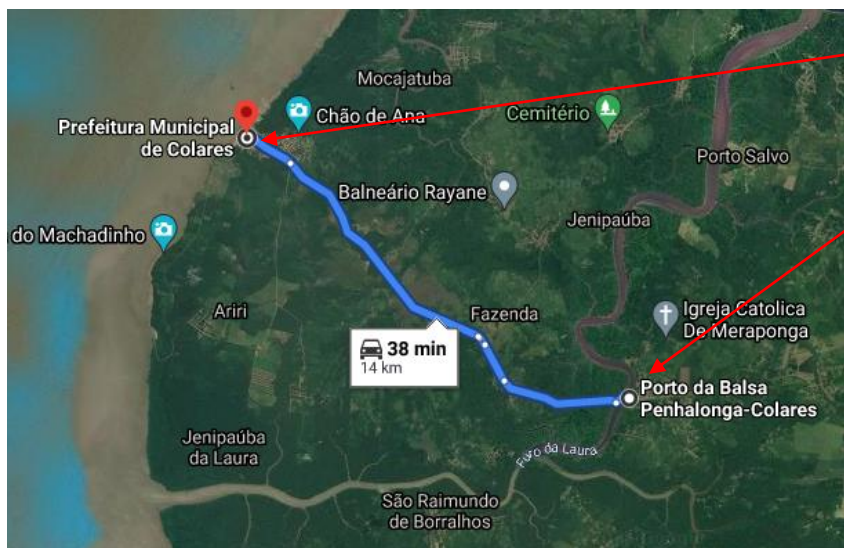 Mocajatuba
Chão de Ana
Cemitério
Prefeitura Municipal
de Colares
Porto Salvo
Balneário Rayane
Jenipaúba
do Machadinho
Ariri
Fazenda
Igreja Catolica
De Meraponga
38 min
14 km
Porto da Balsa
Penhalonga-Colares
Jenipaúba
da Laura
Furo da Laura
São Raimundo
de Borralhos